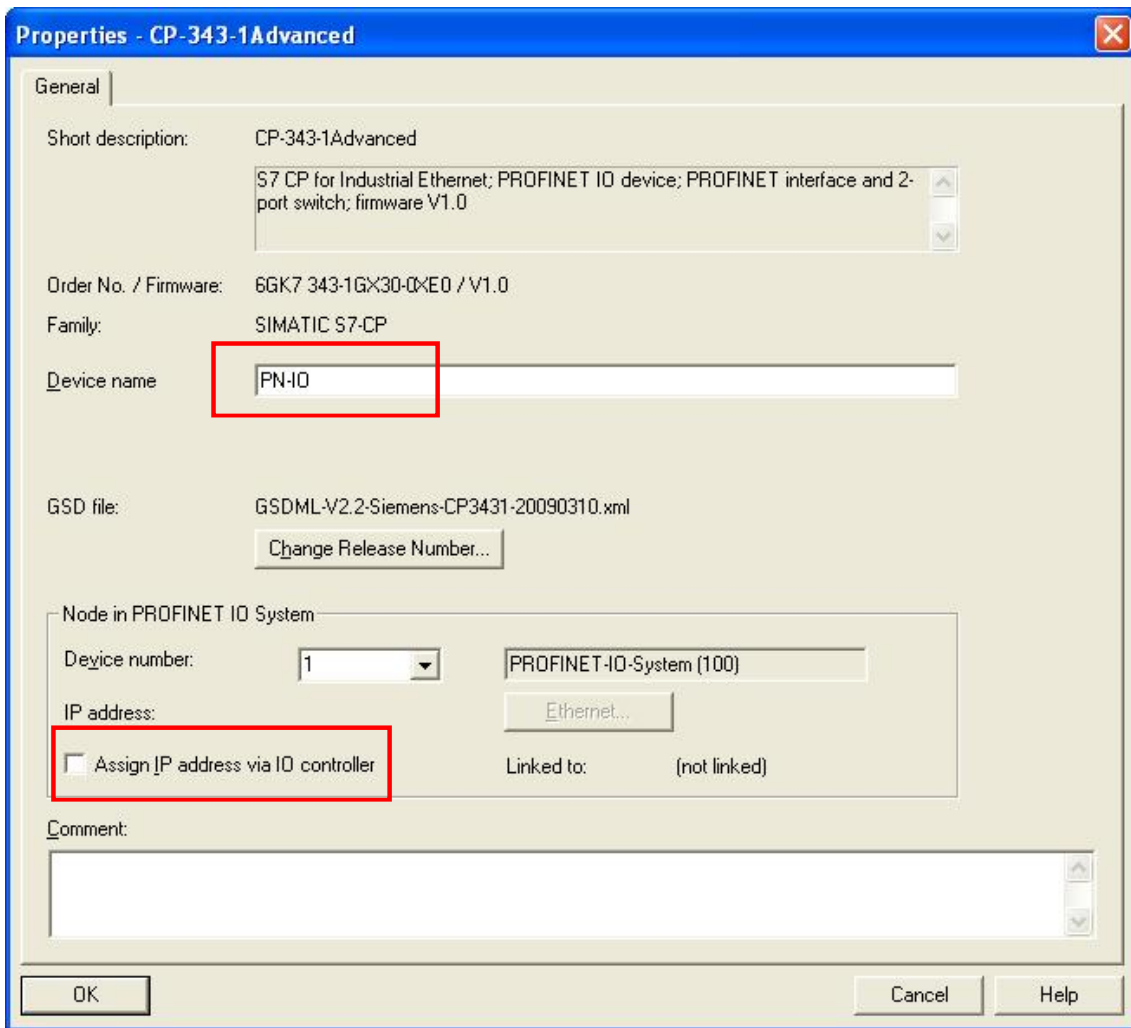 Properties - CP-343-1Advanced
General
Short description: CP-343-1Advanced
S7 CP for Industrial Ethernet; PROFINET IO device; PROFINET interface and 2-
port switch; firmware V1.0
Order No. / Firmware: 6GK7 343-1GX30-0XE0 / V1.0
Family: SIMATIC S7-CP
Device name PN-IO
GSD file: GSDML-V2.2-Siemens-CP3431-20090310.xml
Change Release Number...
Node in PROFINET IO System
Device number: 1 PROFINET-IO-System (100)
IP address: Ethernet...
Assign IP address via IO controller Linked to: (not linked)
Comment:
OK Cancel Help